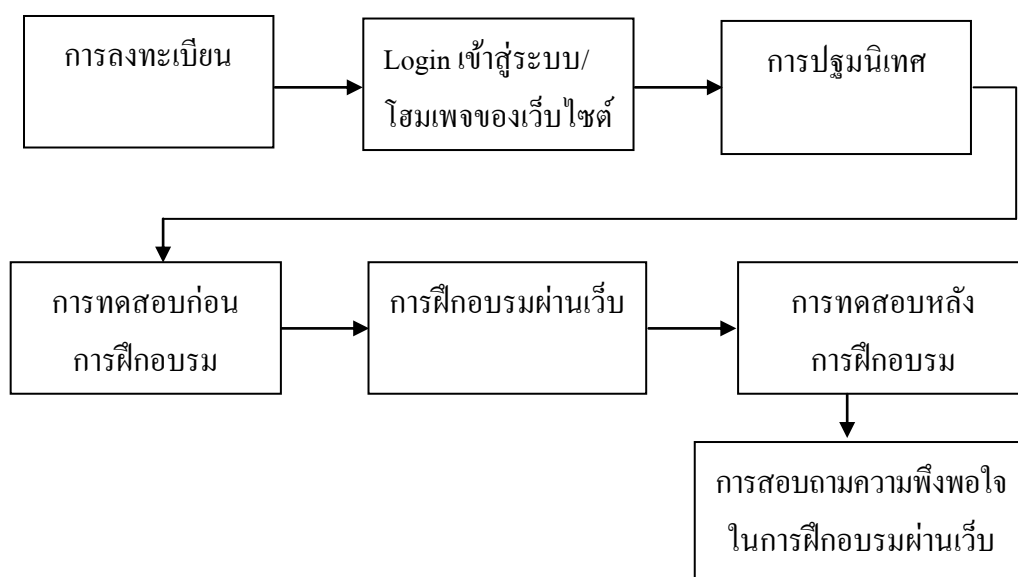 การลงทะเบียน
Login เข้าสู่ระบบ/
โฮมเพจของเว็บไซต์
การปฐมนิเทศ
การทดสอบก่อน
การฝึกอบรม
การฝึกอบรมผ่านเว็บ
การทดสอบหลัง
การฝึกอบรม
การสอบถามความพึงพอใจ
ในการฝึกอบรมผ่านเว็บ